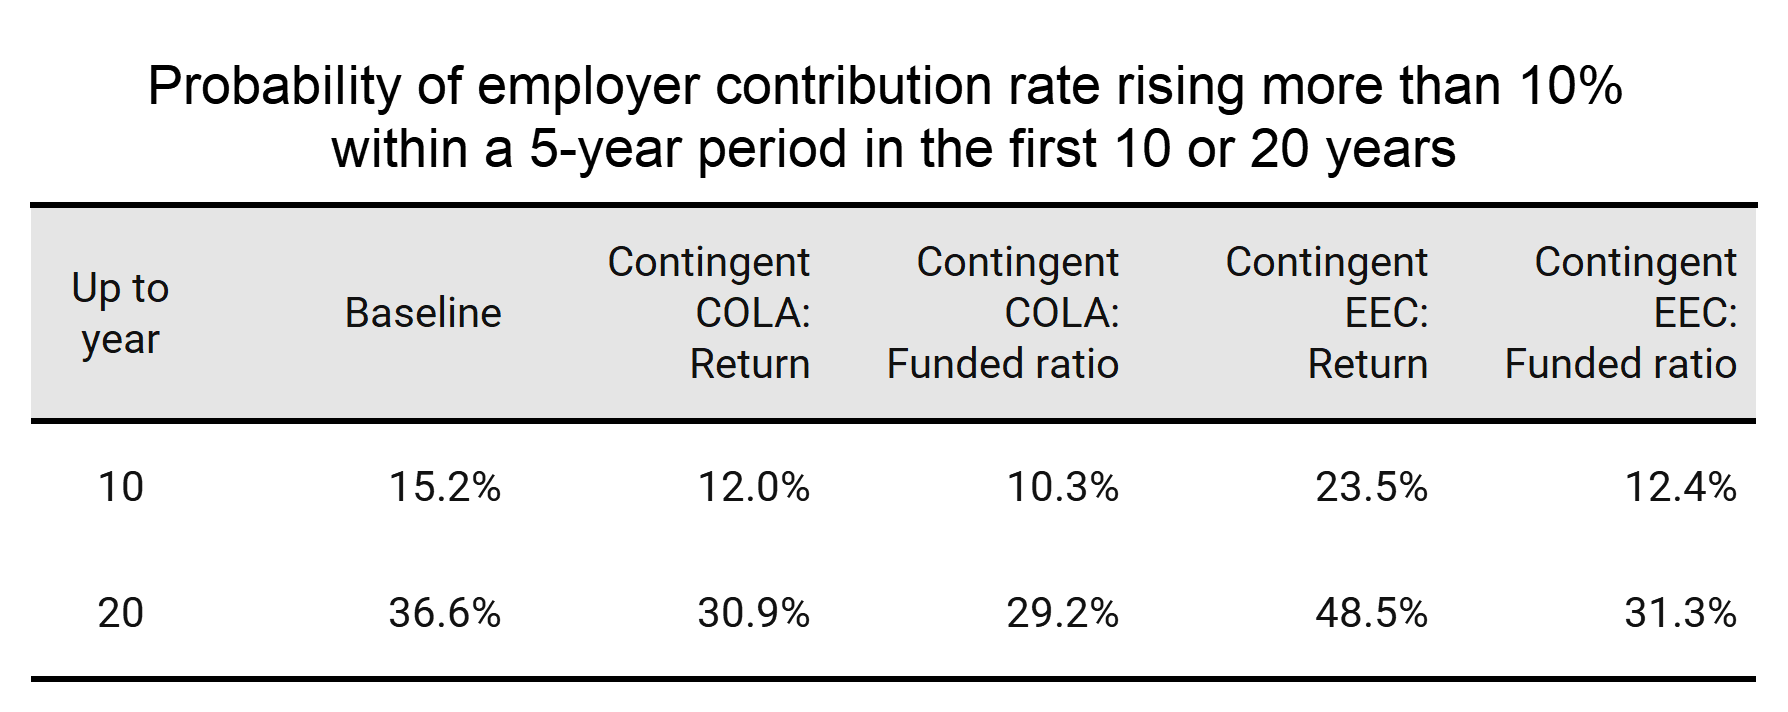 Probability of employer contribution rate rising more than 10%
within a 5-year period in the first 10 or 20 years
Up to
year
Baseline
Contingent
COLA:
Return
Contingent
COLA:
Funded ratio
Contingent
EEC:
Return
Contingent
EEC:
Funded ratio
10 15.2% 12.0% 10.3% 23.5% 12.4%
20 36.6% 30.9% 29.2% 48.5% 31.3%